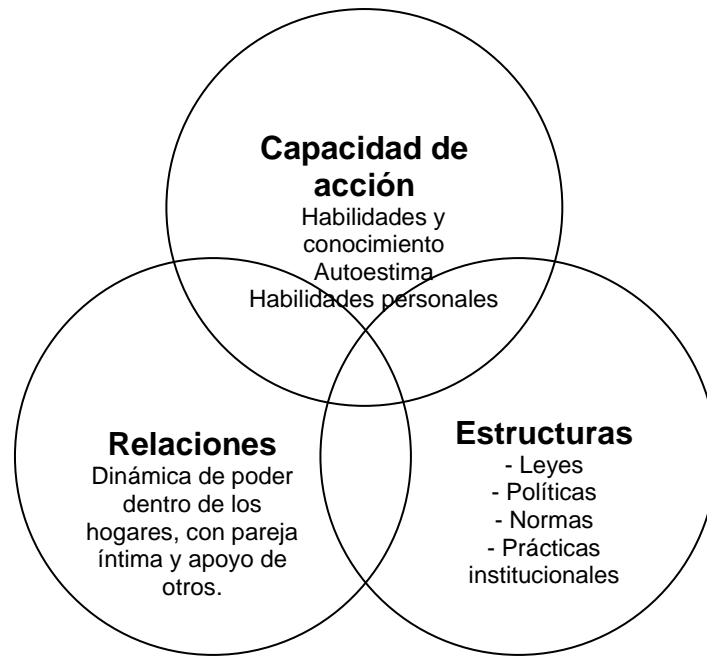 Capacidad de
acción
Habilidades y
conocimiento
Autoestima
Habilidades personales
Relaciones
Dinámica de poder
dentro de los
hogares, con pareja
íntima y apoyo de
otros.
Estructuras
- Leyes
- Políticas
- Normas
- Prácticas
institucionales